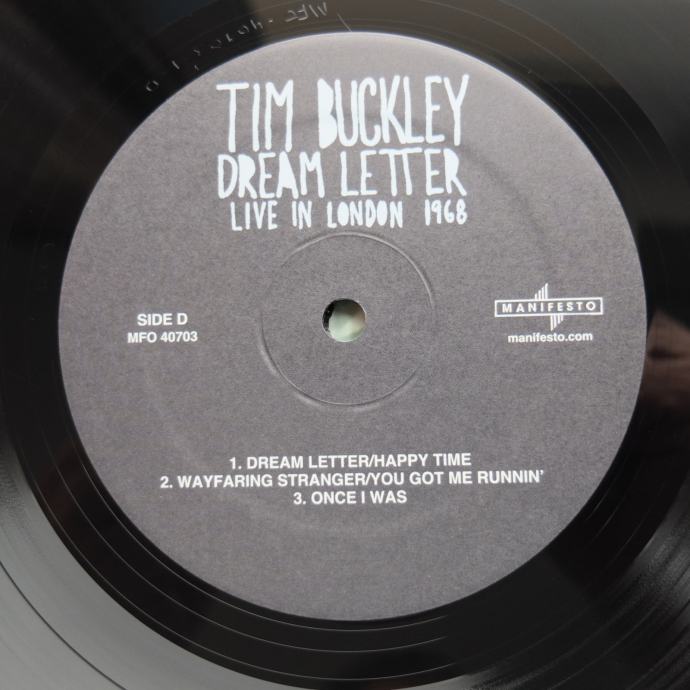 TIM BUCKLEY
DREAM LETTER
LIVE IN LONDON 1968
SIDE D
MFO 40703
MANIFESTO
manifesto.com
1. DREAM LETTER/HAPPY TIME
2. WAYFARING STRANGER/YOU GOT ME RUNNIN'
3. ONCE I WAS